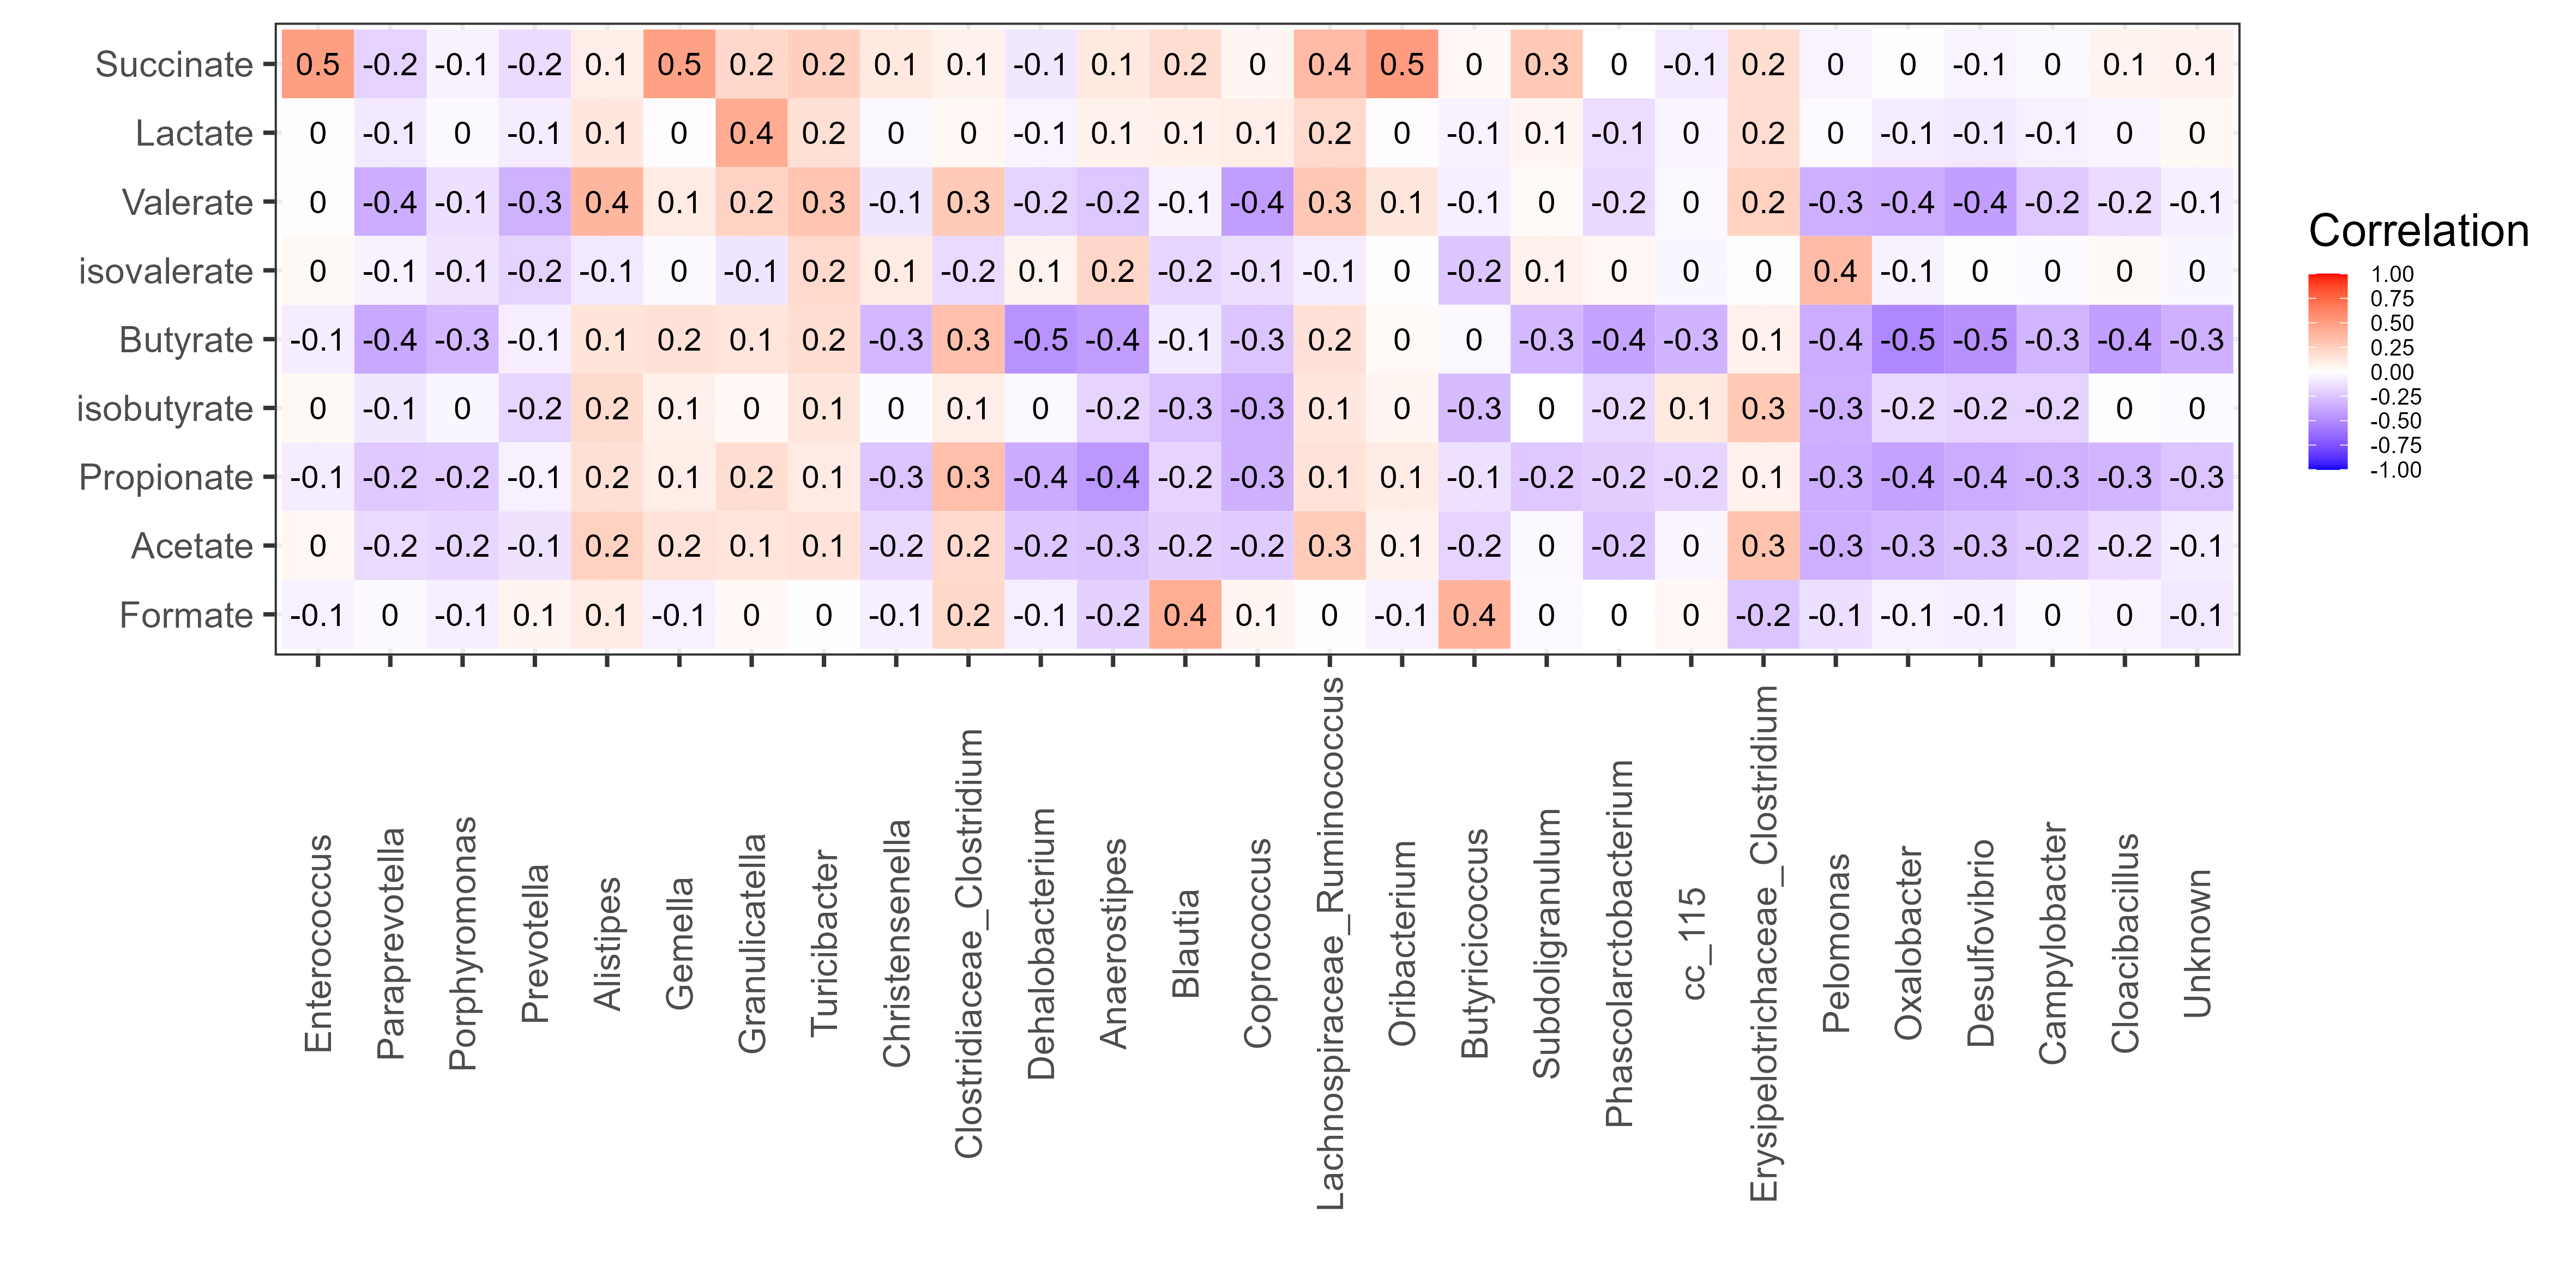 Succinate 0.5 -0.2 -0.1 -0.2 0.1 0.5 0.2 0.2 0.1 0.1 -0.1 0.1 0.2 0 0.4 0.5 0 0.3 0 -0.1 0.2 0 0 -0.1 0 0.1 0.1
Lactate 0 -0.1 0 -0.1 0.1 0 0.4 0.2 0 0 -0.1 0.1 0.1 0.1 0.2 0 -0.1 0.1 -0.1 0 0.2 0 -0.1 -0.1 -0.1 0 0
Valerate 0 -0.4 -0.1 -0.3 0.4 0.1 0.2 0.3 -0.1 0.3 -0.2 -0.2 -0.1 -0.4 0.3 0.1 -0.1 0 -0.2 0 0.2 -0.3 -0.4 -0.4 -0.2 -0.2 -0.1
isovalerate 0 -0.1 -0.1 -0.2 -0.1 0 -0.1 0.2 0.1 -0.2 0.1 0.2 -0.2 -0.1 -0.1 0 -0.2 0.1 0 0 0 0.4 -0.1 0 0 0 0
Butyrate -0.1 -0.4 -0.3 -0.1 0.1 0.2 0.1 0.2 -0.3 0.3 -0.5 -0.4 -0.1 -0.3 0.2 0 0 -0.3 -0.4 -0.3 0.1 -0.4 -0.5 -0.5 -0.3 -0.4 -0.3
isobutyrate 0 -0.1 0 -0.2 0.2 0.1 0 0.1 0 0.1 0 -0.2 -0.3 -0.3 0.1 0 -0.3 0 -0.2 0.1 0.3 -0.3 -0.2 -0.2 -0.2 0 0
Propionate -0.1 -0.2 -0.2 -0.1 0.2 0.1 0.2 0.1 -0.3 0.3 -0.4 -0.4 -0.2 -0.3 0.1 0.1 -0.1 -0.2 -0.2 -0.2 0.1 -0.3 -0.4 -0.4 -0.3 -0.3 -0.3
Acetate 0 -0.2 -0.2 -0.1 0.2 0.2 0.1 0.1 -0.2 0.2 -0.2 -0.3 -0.2 -0.2 0.3 0.1 -0.2 0 -0.2 0 0.3 -0.3 -0.3 -0.3 -0.2 -0.2 -0.1
Formate -0.1 0 -0.1 0.1 0.1 -0.1 0 0 -0.1 0.2 -0.1 -0.2 0.4 0.1 0 -0.1 0.4 0 0 0 -0.2 -0.1 -0.1 -0.1 0 0 -0.1
Enterococcus
Paraprevotella
Porphyromonas
Prevotella
Alistipes
Gemella
Granulicatella
Turicibacter
Christensenella
Clostridiaceae_Clostridium
Dehalobacterium
Anaerostipes
Blautia
Coprococcus
Lachnospiraceae_Ruminococcus
Oribacterium
Butyricicoccus
Subdoligranulum
Phascolarctobacterium
cc_115
Erysipelotrichaceae_Clostridium
Pelomonas
Oxalobacter
Desulfovibrio
Campylobacter
Cloacibacillus
Unknown
Correlation
1.00
0.75
0.50
0.25
0.00
-0.25
-0.50
-0.75
-1.00